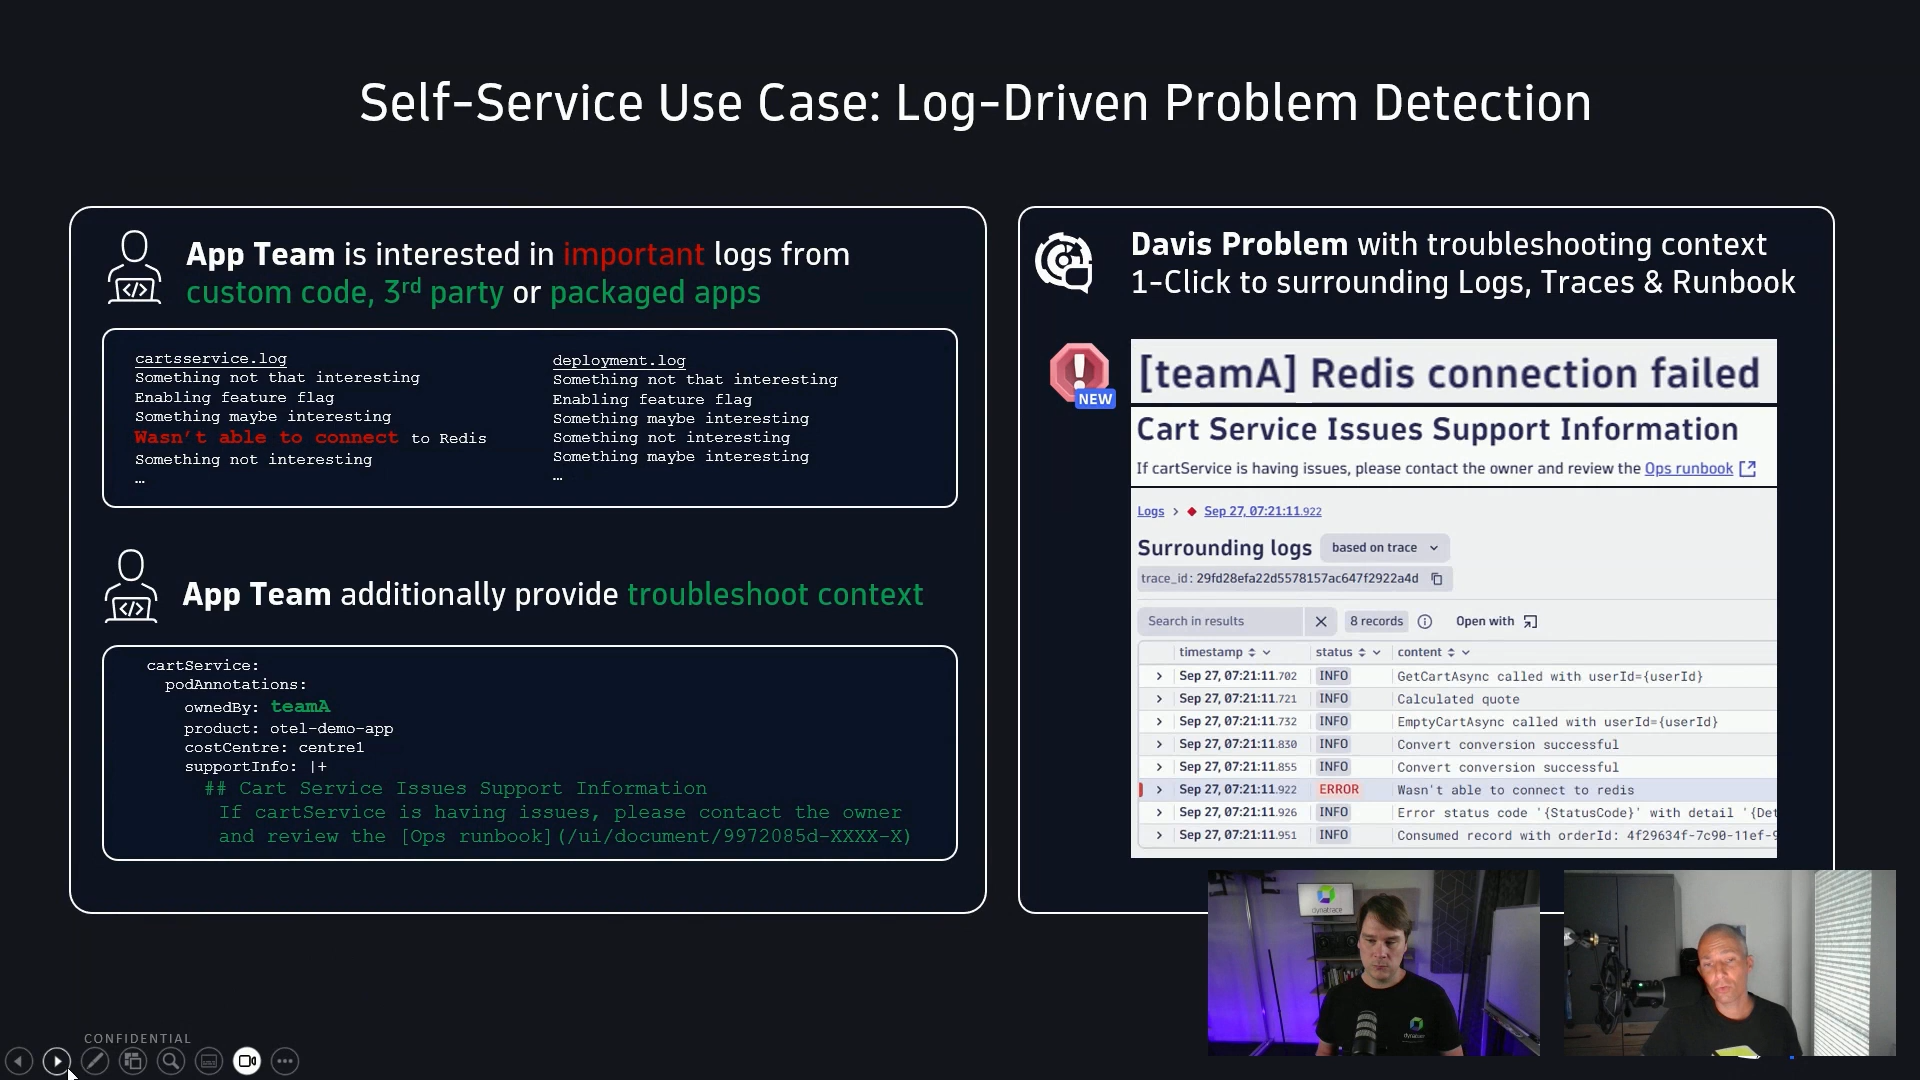 Self-Service Use Case: Log-Driven Problem Detection
App Team is interested in important logs from
custom code, 3rd party or packaged apps
cartsservice.log
Something not that interesting
Enabling feature flag
Something maybe interesting
Wasn't able to connect to Redis
Something not interesting
…
deployment.log
Something not that interesting
Enabling feature flag
Something maybe interesting
Something not interesting
Something maybe interesting
…
App Team additionally provide troubleshoot context
cartService:
podAnnotations:
ownedBy: teamA
product: otel-demo-app
costCentre: centre1
supportInfo: |+
## Cart Service Issues Support Information
If cartService is having issues, please contact the owner
and review the [Ops runbook](/ui/document/9972085d-XXXX-X)
Davis Problem with troubleshooting context
1-Click to surrounding Logs, Traces & Runbook
NEW
[teamA] Redis connection failed
Cart Service Issues Support Information
If cartService is having issues, please contact the owner and review the Ops runbook
Logs > Sep 27, 07:21:11.922
Surrounding logs based on trace
trace_id: 29fd28efa22d5578157ac647f2922a4d
Search in results 8 records Open with
timestamp status content
Sep 27, 07:21:11.702 INFO GetCartAsync called with userId={userId}
Sep 27, 07:21:11.721 INFO Calculated quote
Sep 27, 07:21:11.732 INFO EmptyCartAsync called with userId={userId}
Sep 27, 07:21:11.830 INFO Convert conversion successful
Sep 27, 07:21:11.855 INFO Convert conversion successful
Sep 27, 07:21:11.922 ERROR Wasn't able to connect to redis
Sep 27, 07:21:11.926 INFO Error status code '{StatusCode}' with detail '{Det
Sep 27, 07:21:11.951 INFO Consumed record with orderId: 4f29634f-7c90-11ef-9
dynatrace
dynatrace
CONFIDENTIAL